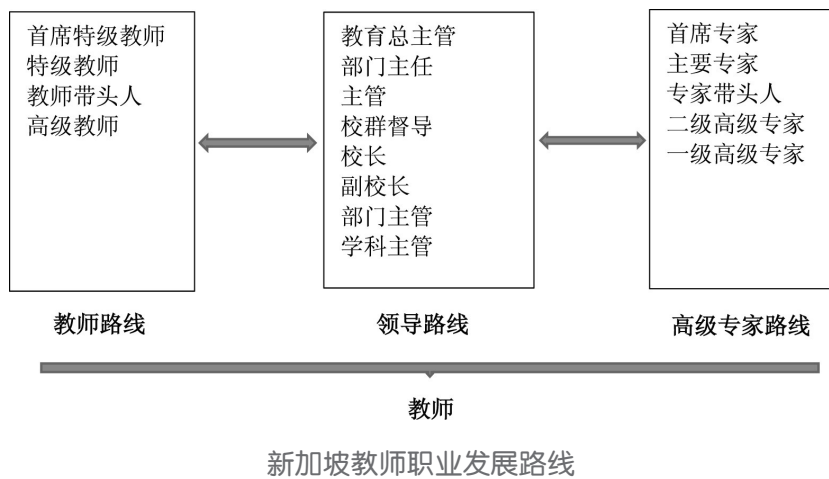 首席特级教师
特级教师
教师带头人
高级教师
教育总主管
部门主任
主管
校群督导
校长
副校长
部门主管
学科主管
首席专家
主要专家
专家带头人
二级高级专家
一级高级专家
教师路线
领导路线
高级专家路线
教师
新加坡教师职业发展路线